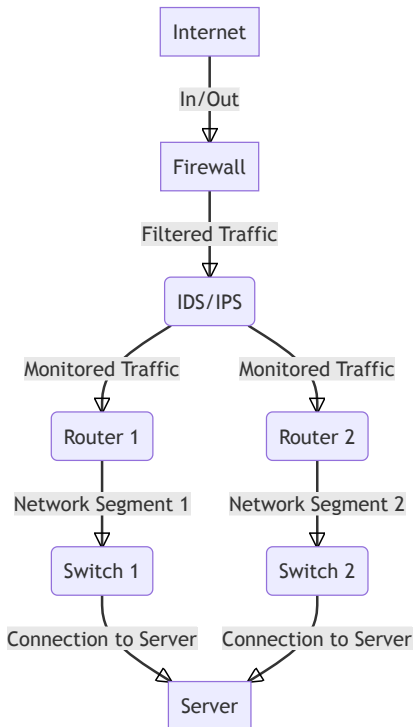 Internet
In/Out
Firewall
Filtered Traffic
IDS/IPS
Monitored Traffic
Monitored Traffic
Router 1
Router 2
Network Segment 1
Network Segment 2
Switch 1
Switch 2
Connection to Server
Connection to Server
Server